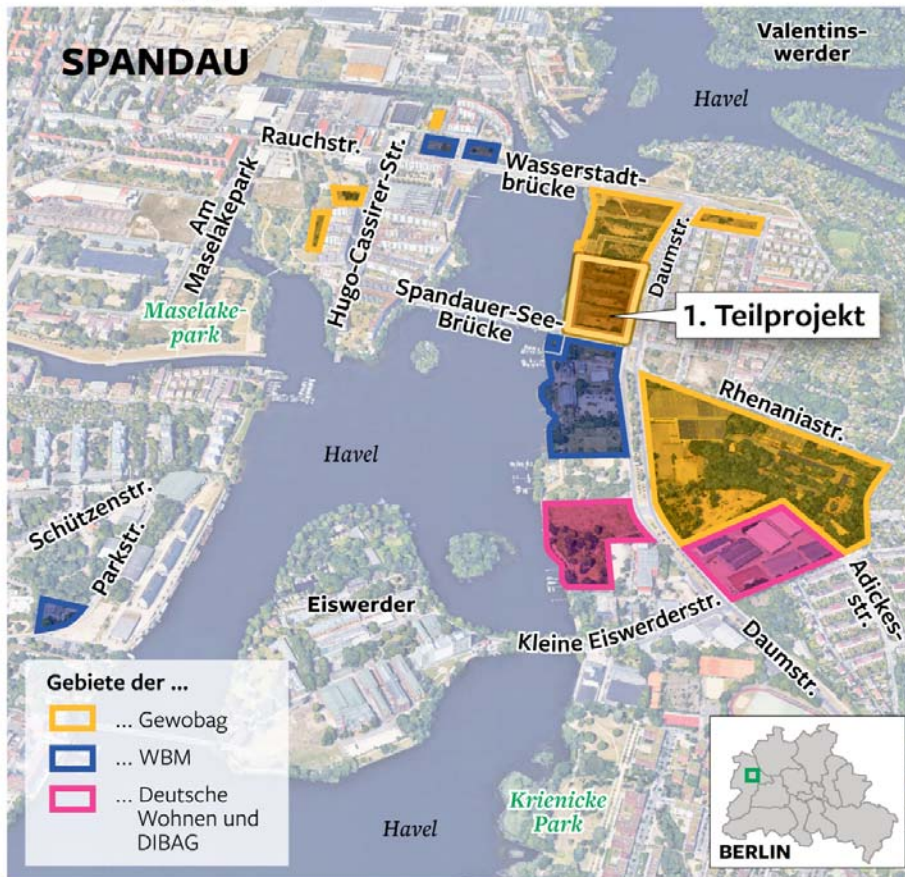 SPANDAU
Valentins-
werder
Havel
Rauchstr.
Am
Maselakepark
Hugo-Cassirer-Str.
Wasserstadt-
brücke
Daumstr.
Maselake-
park
Spandauer-See-
Brücke
1. Teilprojekt
Rhenaniastr.
Havel
Schützenstr.
Parkstr.
Eiswerder
Kleine Eiswerderstr.
Adickes-
str.
Daumstr.
Gebiete der ...
... Gewobag
... WBM
... Deutsche
Wohnen und
DIBAG
Krienicke
Park
Havel
BERLIN